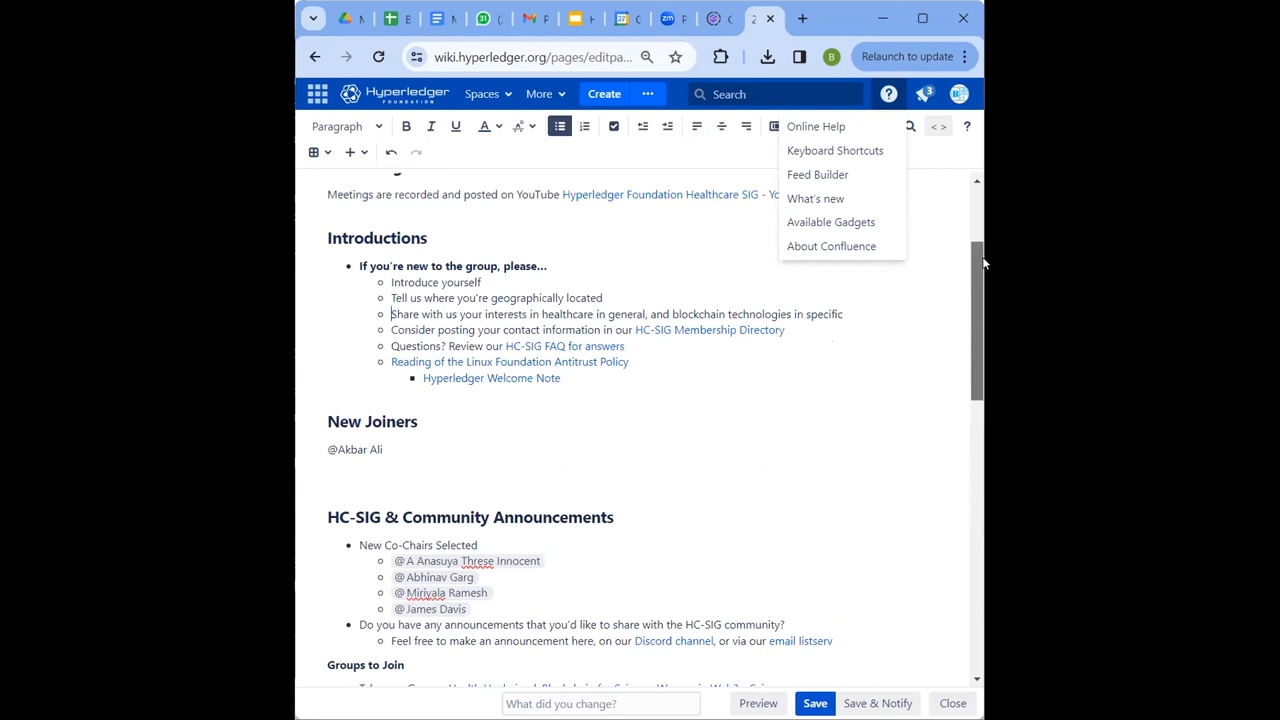 wiki.hyperledger.org/pages/editpa...
B
Relaunch to update
Hyperledger
FOUNDATION
Spaces
More
Create
Search
3
Paragraph
B I U A
Online Help
Keyboard Shortcuts
Feed Builder
What's new
Available Gadgets
About Confluence
Meetings are recorded and posted on YouTube Hyperledger Foundation Healthcare SIG -
Introductions
If you're new to the group, please...
Introduce yourself
Tell us where you're geographically located
Share with us your interests in healthcare in general, and blockchain technologies in specific
Consider posting your contact information in our HC-SIG Membership Directory
Questions? Review our HC-SIG FAQ for answers
Reading of the Linux Foundation Antitrust Policy
Hyperledger Welcome Note
New Joiners
@Akbar Ali
HC-SIG & Community Announcements
New Co-Chairs Selected
@A Anasuya Threse Innocent
@Abhinav Garg
@Miriyala Ramesh
@James Davis
Do you have any announcements that you'd like to share with the HC-SIG community?
Feel free to make an announcement here, on our Discord channel, or via our email listserv
Groups to Join
What did you change?
Preview
Save
Save & Notify
Close